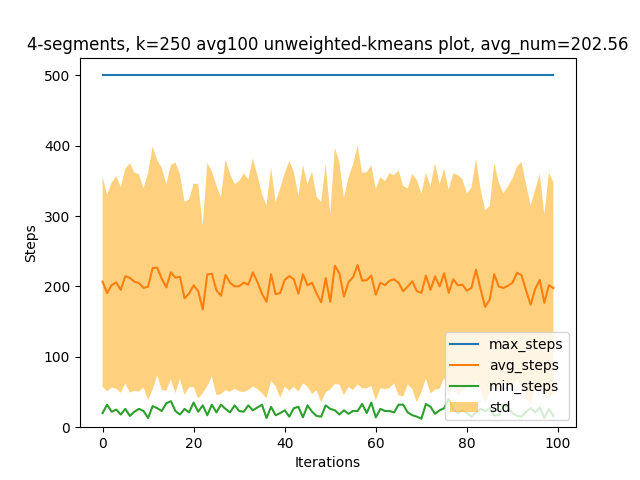 4-segments, k=250 avg100 unweighted-kmeans plot, avg_num=202.56
500
400
300
200
100
0
Steps
max_steps
avg_steps
min_steps
std
0 20 40 60 80 100
Iterations